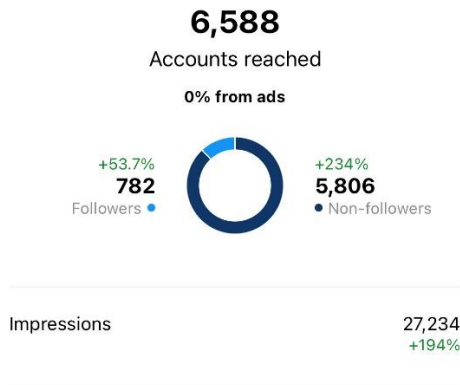 6,588
Accounts reached
0% from ads
+53.7%
782
Followers
+234%
5,806
Non-followers
Impressions
27,234
+194%